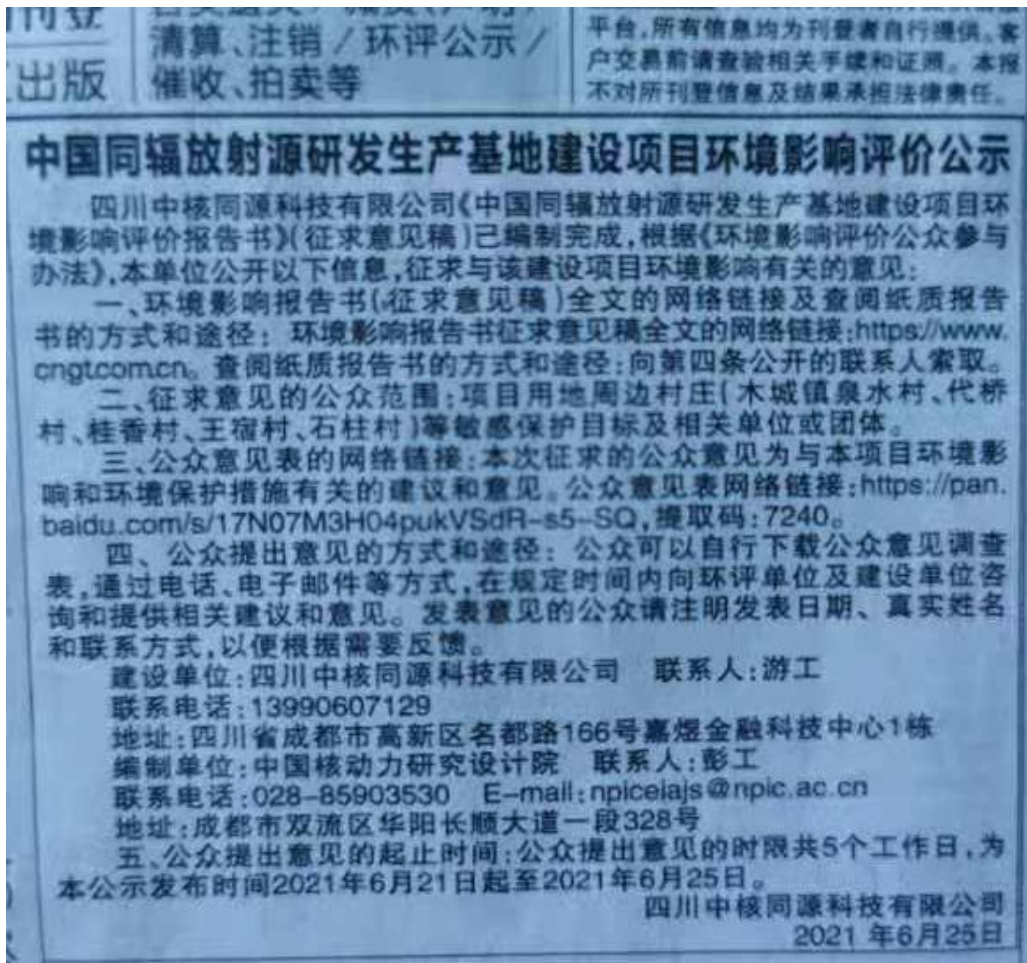 刊登
出版
清算、注销/环评公示/
催收、拍卖等
平台,所有信息均为刊登者自行提供。客
户交易前请查验相关手续和证照。本报
不对所刊登信息及结果承担法律责任。
中国同辐放射源研发生产基地建设项目环境影响评价公示
四川中核同源科技有限公司《中国同辐放射源研发生产基地建设项目环
境影响评价报告书》(征求意见稿)已编制完成,根据《环境影响评价公众参与
办法》,本单位公开以下信息,征求与该建设项目环境影响有关的意见:
一、环境影响报告书(征求意见稿)全文的网络链接及查阅纸质报告
书的方式和途径: 环境影响报告书征求意见稿全文的网络链接:https://www.
cngt.com.cn。查阅纸质报告书的方式和途径:向第四条公开的联系人索取。
二、征求意见的公众范围:项目用地周边村庄(木城镇泉水村、代桥
村、桂香村、王宿村、石柱村)等敏感保护目标及相关单位或团体。
三、公众意见表的网络链接:本次征求的公众意见为与本项目环境影
响和环境保护措施有关的建议和意见。公众意见表网络链接:https://pan.
baidu.com/s/17N07M3H04pukVSdR-s5-SQ,提取码:7240。
四、公众提出意见的方式和途径: 公众可以自行下载公众意见调查
表,通过电话、电子邮件等方式,在规定时间内向环评单位及建设单位咨
询和提供相关建议和意见。发表意见的公众请注明发表日期、真实姓名
和联系方式,以便根据需要反馈。
建设单位:四川中核同源科技有限公司 联系人:游工
联系电话:13990607129
地址:四川省成都市高新区名都路166号嘉煜金融科技中心1栋
编制单位:中国核动力研究设计院 联系人:彭工
联系电话:028-85903530 E-mail:npiceiajs@npic.ac.cn
地址:成都市双流区华阳长顺大道一段328号
五、公众提出意见的起止时间:公众提出意见的时限共5个工作日,为
本公示发布时间2021年6月21日起至2021年6月25日。
四川中核同源科技有限公司
2021 年6月25日